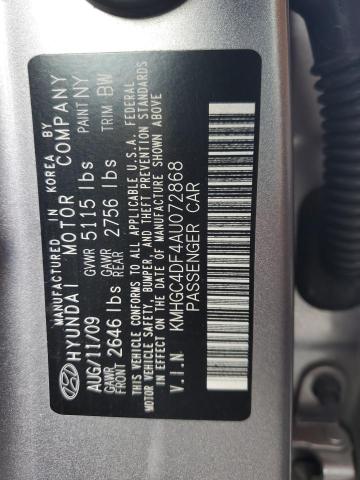 MANUFACTURED IN KOREA BY
HYUNDAI MOTOR COMPANY
AUG/11/09 GVWR 5115 lbs PAINT NY
GAWR FRONT 2646 lbs GAWR REAR 2756 lbs TRIM BW
THIS VEHICLE CONFORMS TO ALL APPLICABLE U.S.A. FEDERAL
MOTOR VEHICLE SAFETY, BUMPER, AND THEFT PREVENTION STANDARDS
IN EFFECT ON THE DATE OF MANUFACTURE SHOWN ABOVE.
V.I.N KMHGC4DF4AU072868
PASSENGER CAR